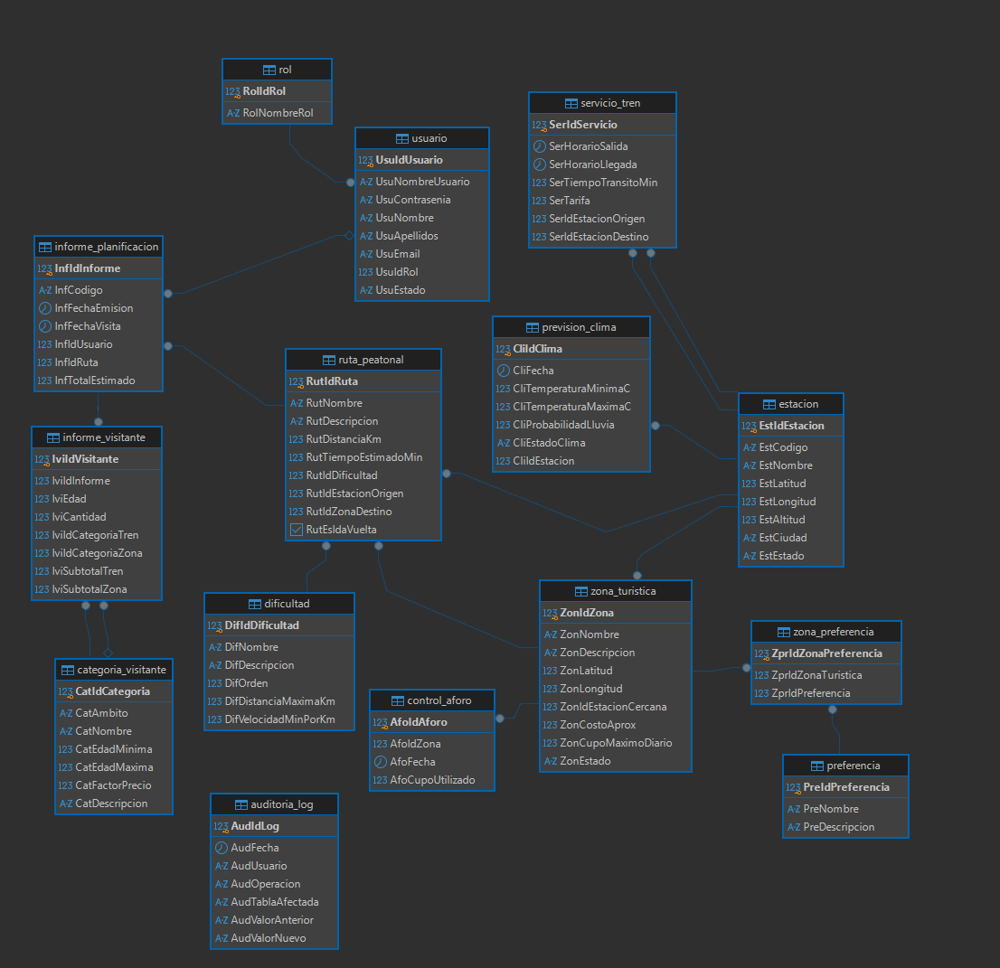 rol
RolIdRol
RolNombreRol
usuario
UsuIdUsuario
UsuNombreUsuario
UsuContrasenia
UsuNombre
UsuApellidos
UsuEmail
UsuIdRol
UsuEstado
servicio_tren
SerIdServicio
SerHorarioSalida
SerHorarioLlegada
SerTiempoTransitoMin
SerTarifa
SerIdEstacionOrigen
SerIdEstacionDestino
informe_planificacion
InfIdInforme
InfCodigo
InfFechaEmision
InfFechaVisita
InfIdUsuario
InfIdRuta
InfTotalEstimado
prevision_clima
CliIdClima
CliFecha
CliTemperaturaMinimaC
CliTemperaturaMaximaC
CliProbabilidadLluvia
CliEstadoClima
CliIdEstacion
ruta_peatonal
RutIdRuta
RutNombre
RutDescripcion
RutDistanciaKm
RutTiempoEstimadoMin
RutIdDificultad
RutIdEstacionOrigen
RutIdZonaDestino
RutEsIdaVuelta
estacion
EstIdEstacion
EstCodigo
EstNombre
EstLatitud
EstLongitud
EstAltitud
EstCiudad
EstEstado
informe_visitante
IviIdVisitante
IviIdInforme
IviEdad
IviCantidad
IviIdCategoriaTren
IviIdCategoriaZona
IviSubtotalTren
IviSubtotalZona
dificultad
DifIdDificultad
DifNombre
DifDescripcion
DifOrden
DifDistanciaMaximaKm
DifVelocidadMinPorKm
zona_turistica
ZonIdZona
ZonNombre
ZonDescripcion
ZonLatitud
ZonLongitud
ZonIdEstacionCercana
ZonCostoAprox
ZonCupoMaximoDiario
ZonEstado
zona_preferencia
ZprIdZonaPreferencia
ZprIdZonaTuristica
ZprIdPreferencia
categoria_visitante
CatIdCategoria
CatAmbito
CatNombre
CatEdadMinima
CatEdadMaxima
CatFactorPrecio
CatDescripcion
control_aforo
AfoIdAforo
AfoIdZona
AfoFecha
AfoCupoUtilizado
preferencia
PreIdPreferencia
PreNombre
PreDescripcion
auditoria_log
AudIdLog
AudFecha
AudUsuario
AudOperacion
AudTablaAfectada
AudValorAnterior
AudValorNuevo